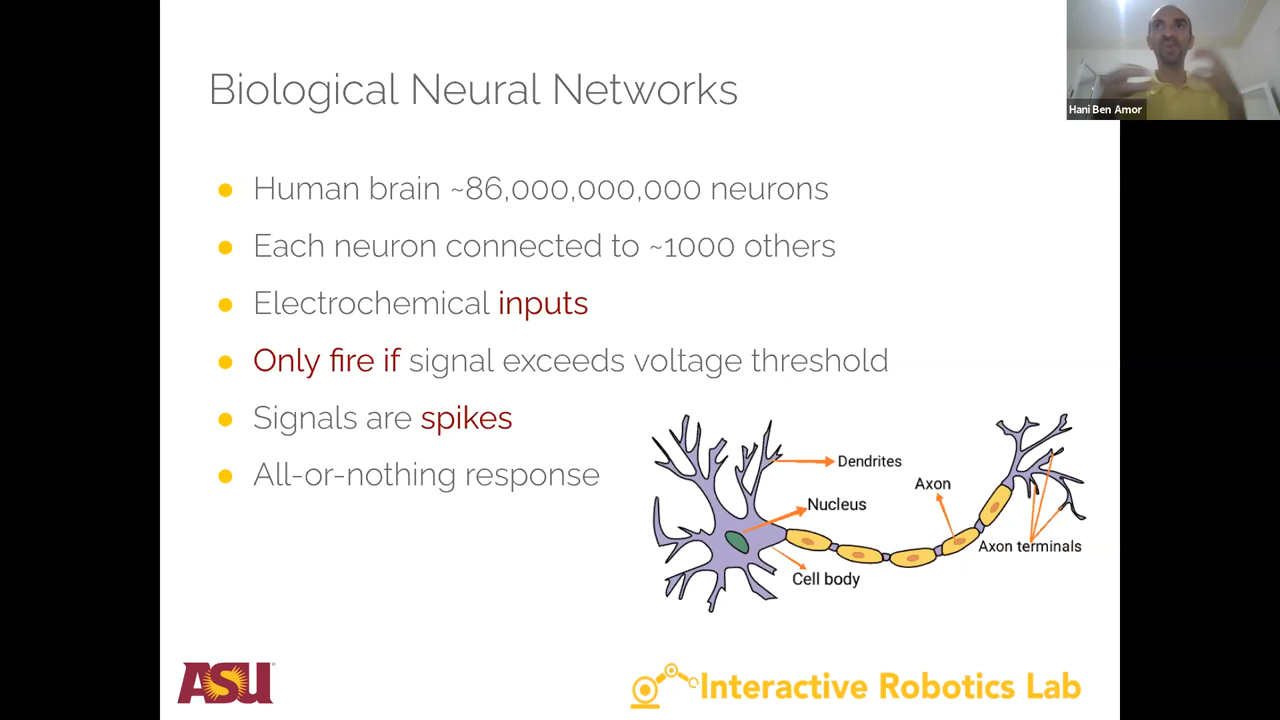 Biological Neural Networks
Hani Ben Amor
Human brain ~86,000,000,000 neurons
Each neuron connected to ~1000 others
Electrochemical inputs
Only fire if signal exceeds voltage threshold
Signals are spikes
All-or-nothing response
Dendrites
Axon
Nucleus
Axon terminals
Cell body
ASU
Interactive Robotics Lab